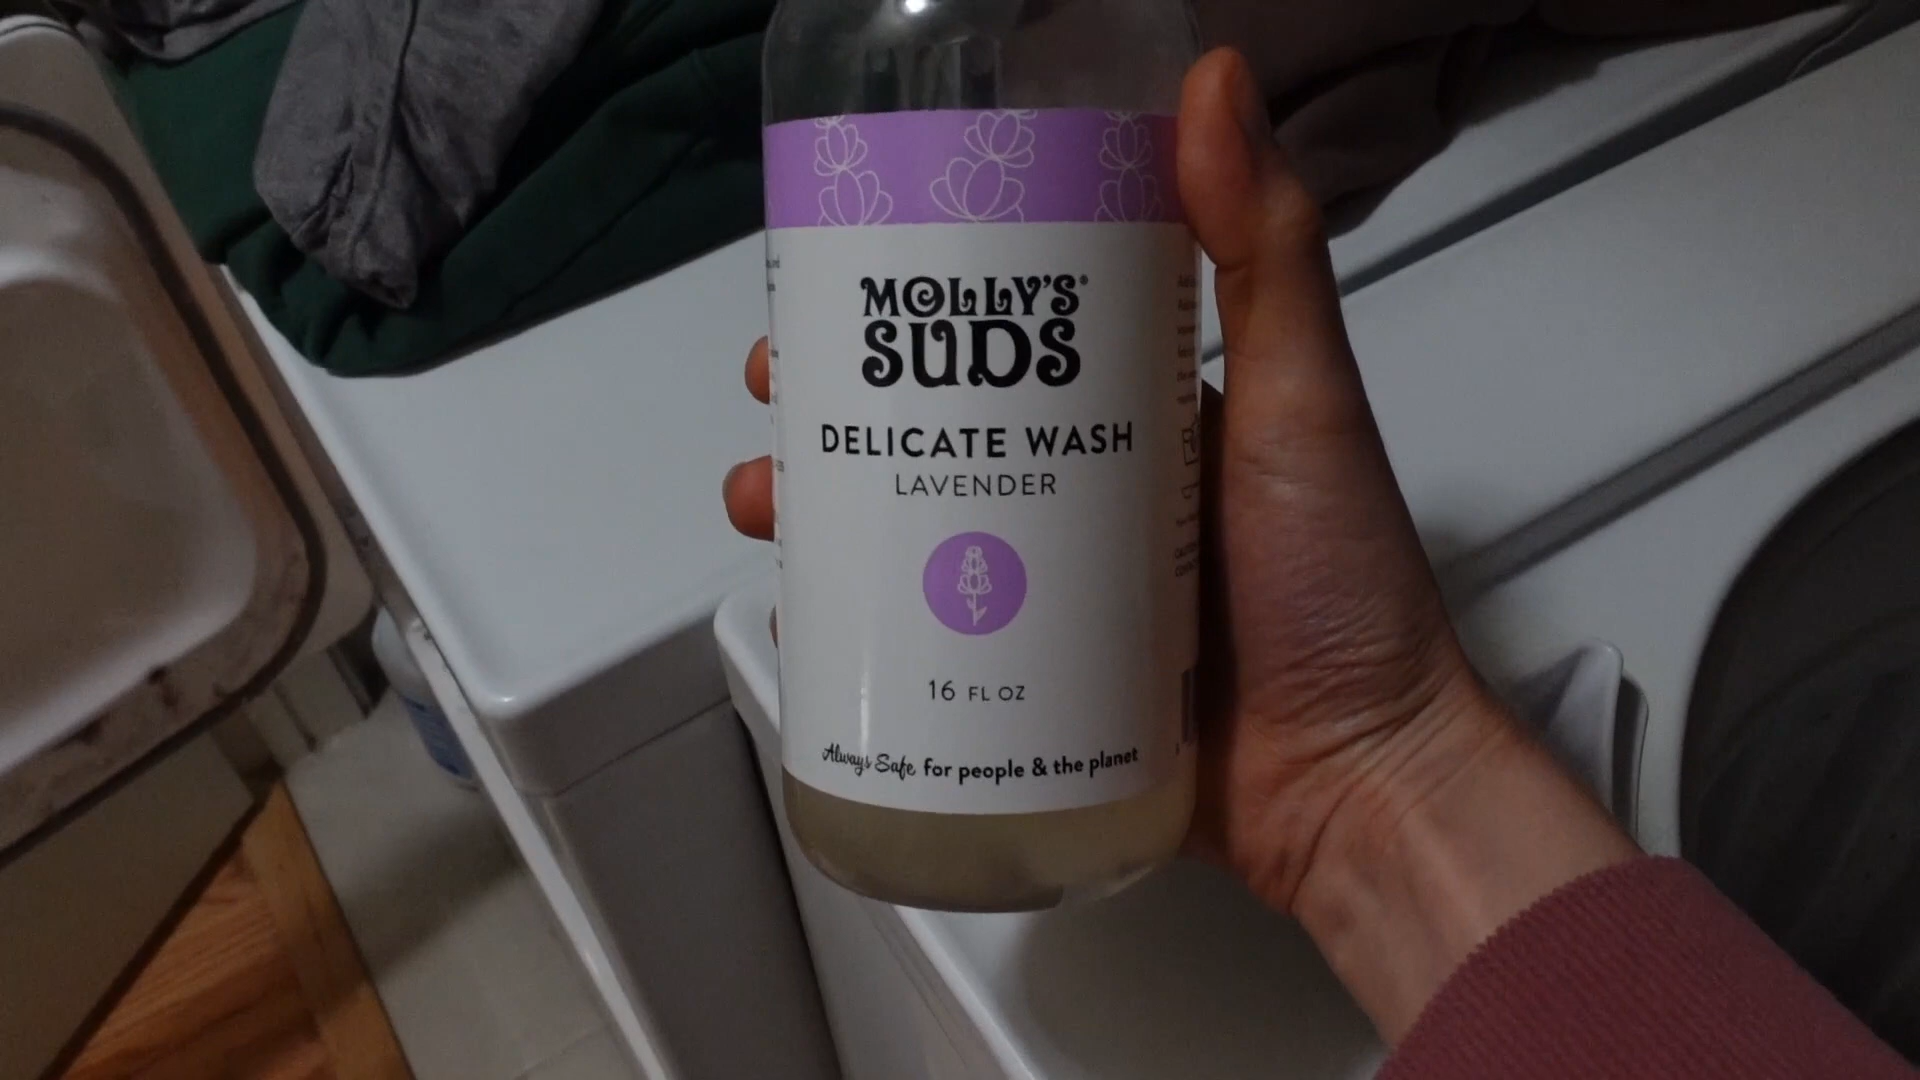 MOLLY'S®
SUDS
DELICATE WASH
LAVENDER
16 FL OZ
Always Safe for people & the planet